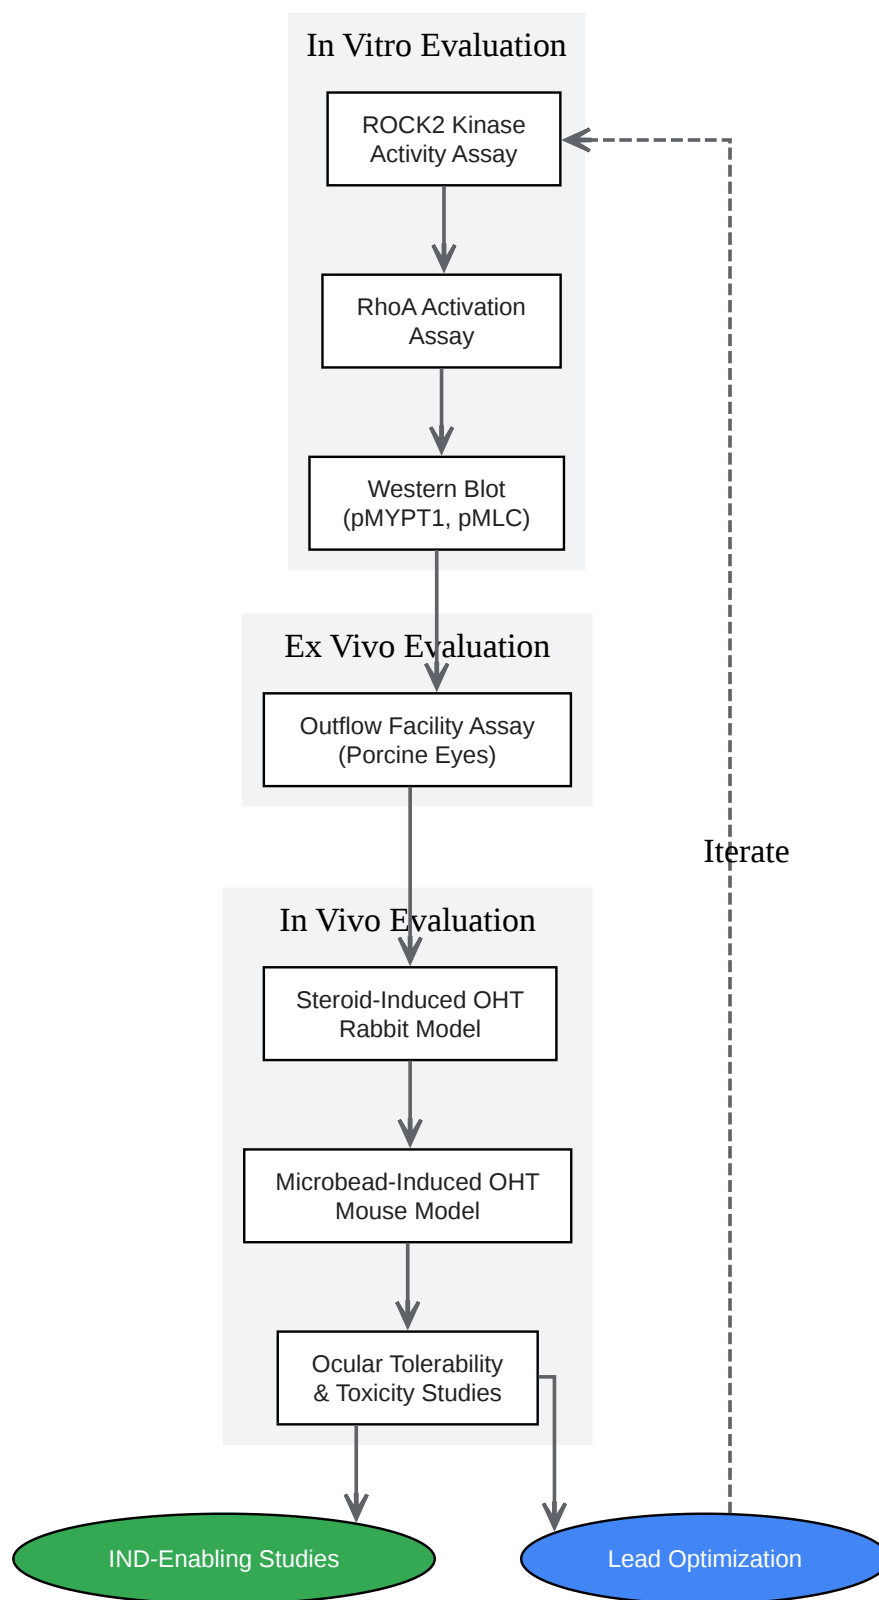 In Vitro Evaluation
ROCK2 Kinase
Activity Assay
RhoA Activation
Assay
Western Blot
(pMYPT1, pMLC)
Ex Vivo Evaluation
Outflow Facility Assay
(Porcine Eyes)
Iterate
In Vivo Evaluation
Steroid-Induced OHT
Rabbit Model
Microbead-Induced OHT
Mouse Model
Ocular Tolerability
& Toxicity Studies
IND-Enabling Studies
Lead Optimization